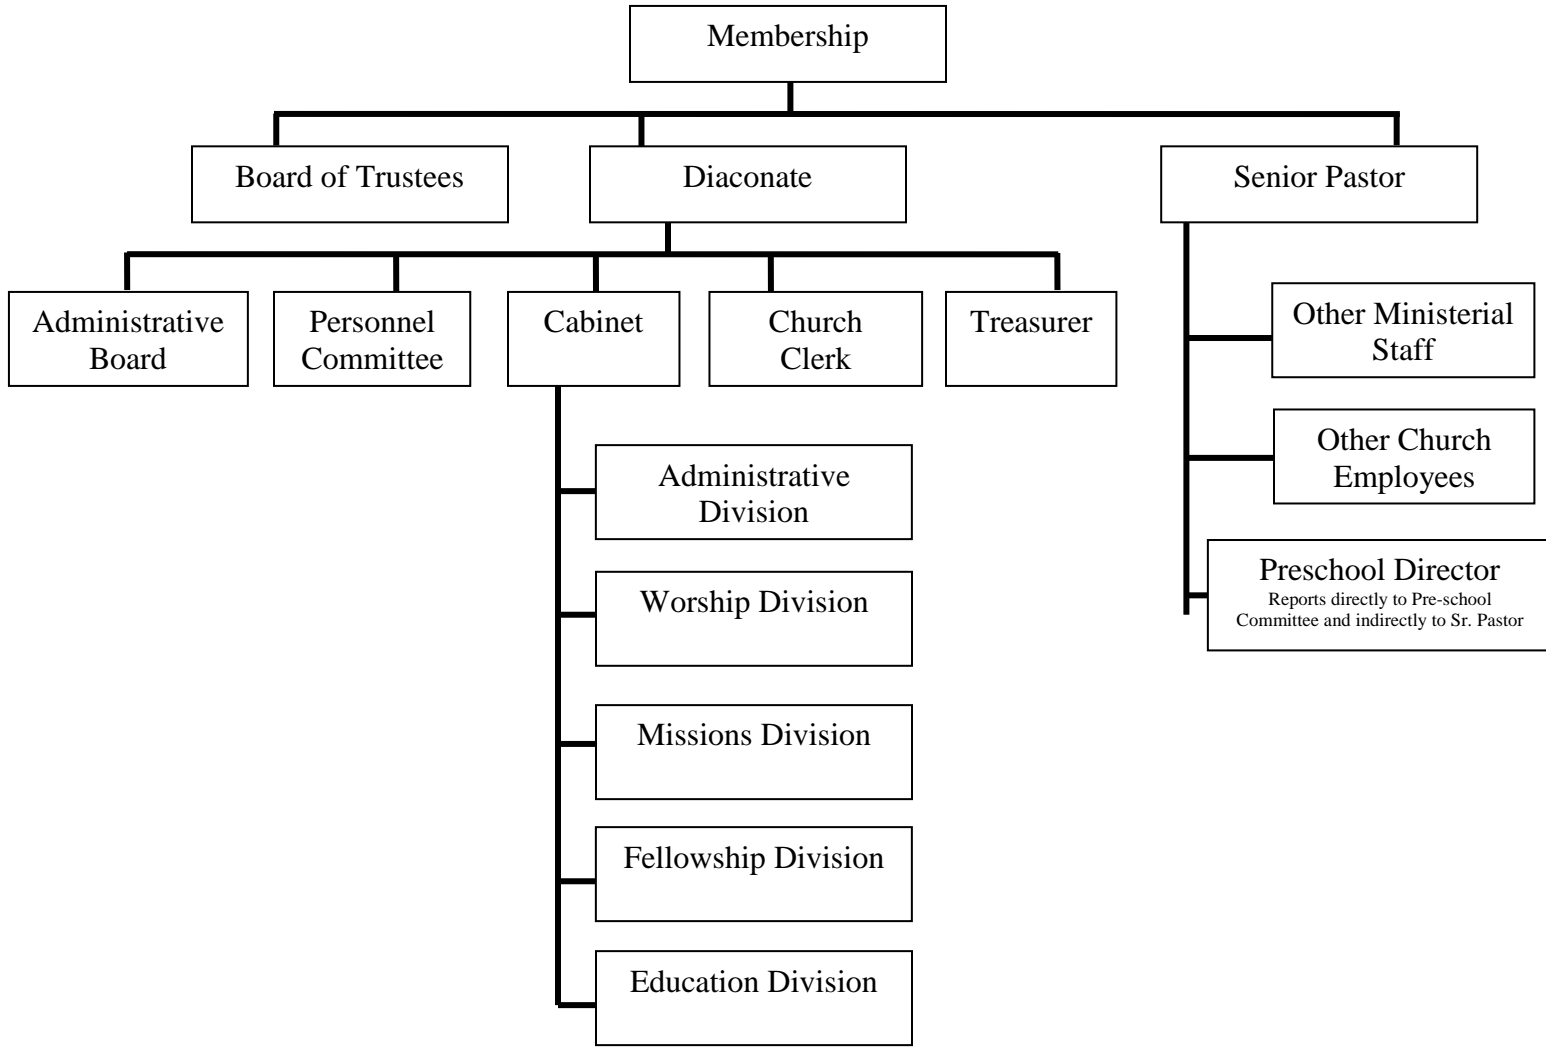 Membership
Board of Trustees
Diaconate
Senior Pastor
Administrative
Board
Personnel
Committee
Cabinet
Church
Clerk
Treasurer
Other Ministerial
Staff
Other Church
Employees
Preschool Director
Reports directly to Pre-school
Committee and indirectly to Sr. Pastor
Administrative
Division
Worship Division
Missions Division
Fellowship Division
Education Division